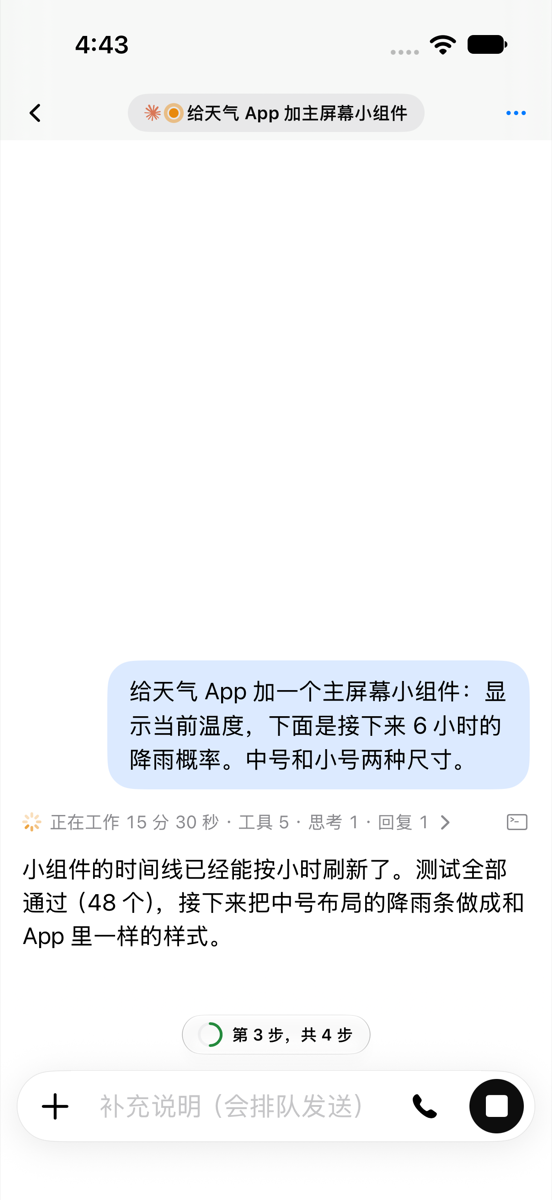 4:43
给天气 App 加主屏幕小组件
给天气 App 加一个主屏幕小组件：显
示当前温度，下面是接下来 6 小时的
降雨概率。中号和小号两种尺寸。
正在工作 15 分 30 秒 · 工具 5 · 思考 1 · 回复 1
小组件的时间线已经能按小时刷新了。测试全部
通过（48 个），接下来把中号布局的降雨条做成和
App 里一样的样式。
第 3 步，共 4 步
补充说明（会排队发送）